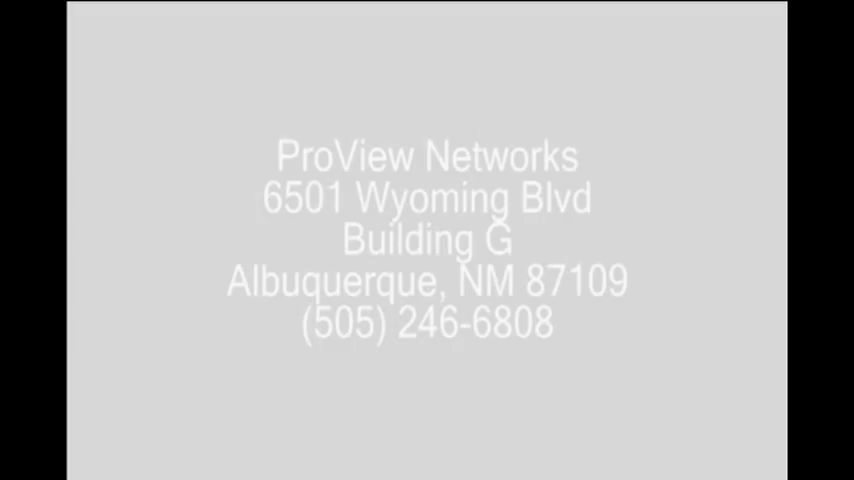 ProView Networks
6501 Wyoming Blvd
Building G
Albuquerque, NM 87109
(505) 246-6808